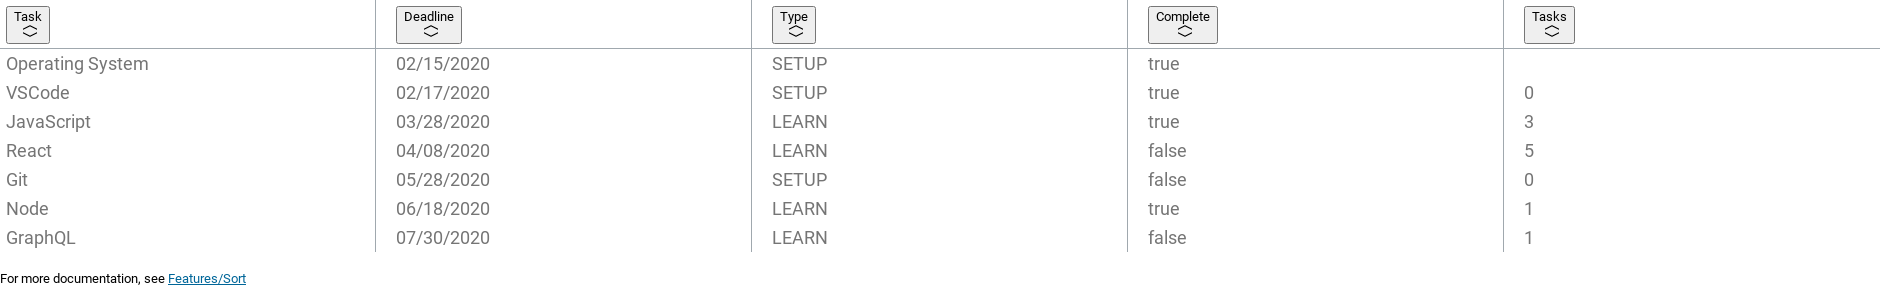 Task Deadline Type Complete Tasks
Operating System 02/15/2020 SETUP true
VSCode 02/17/2020 SETUP true 0
JavaScript 03/28/2020 LEARN true 3
React 04/08/2020 LEARN false 5
Git 05/28/2020 SETUP false 0
Node 06/18/2020 LEARN true 1
GraphQL 07/30/2020 LEARN false 1
For more documentation, see Features/Sort